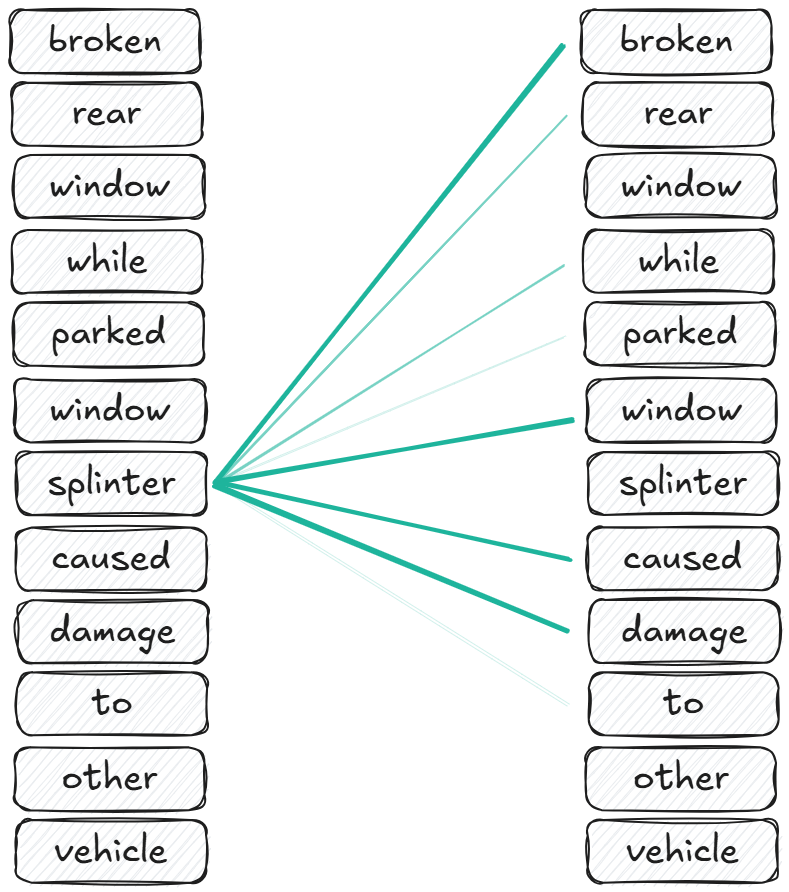 broken broken
rear rear
window window
while while
parked parked
window window
splinter splinter
caused caused
damage damage
to to
other other
vehicle vehicle